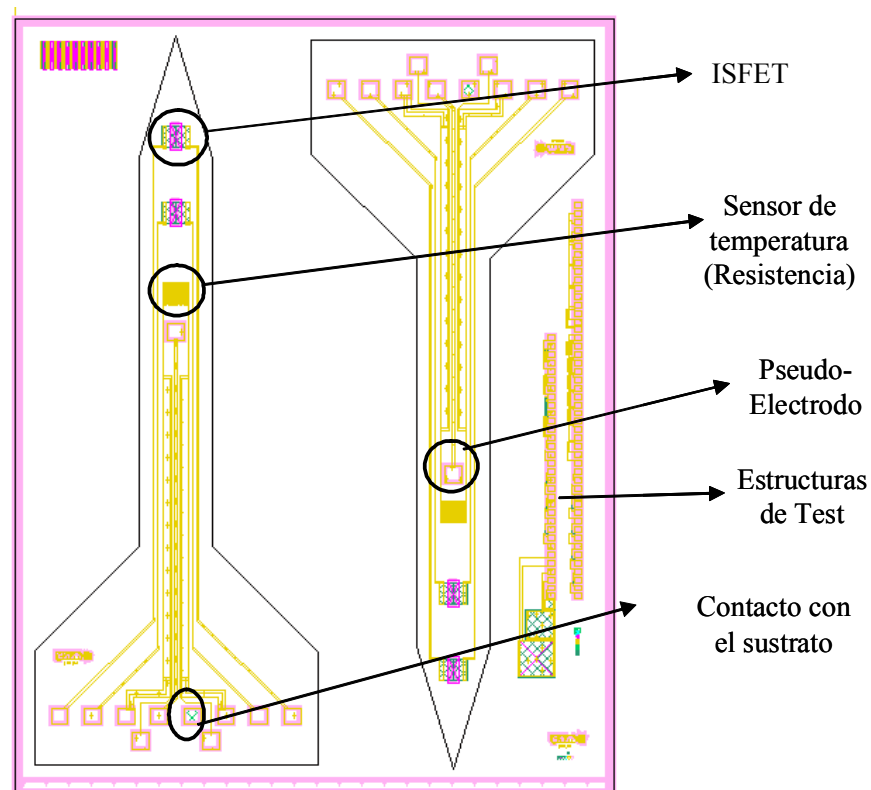 ISFET
Sensor de
temperatura
(Resistencia)
Pseudo-
Electrodo
Estructuras
de Test
Contacto con
el sustrato